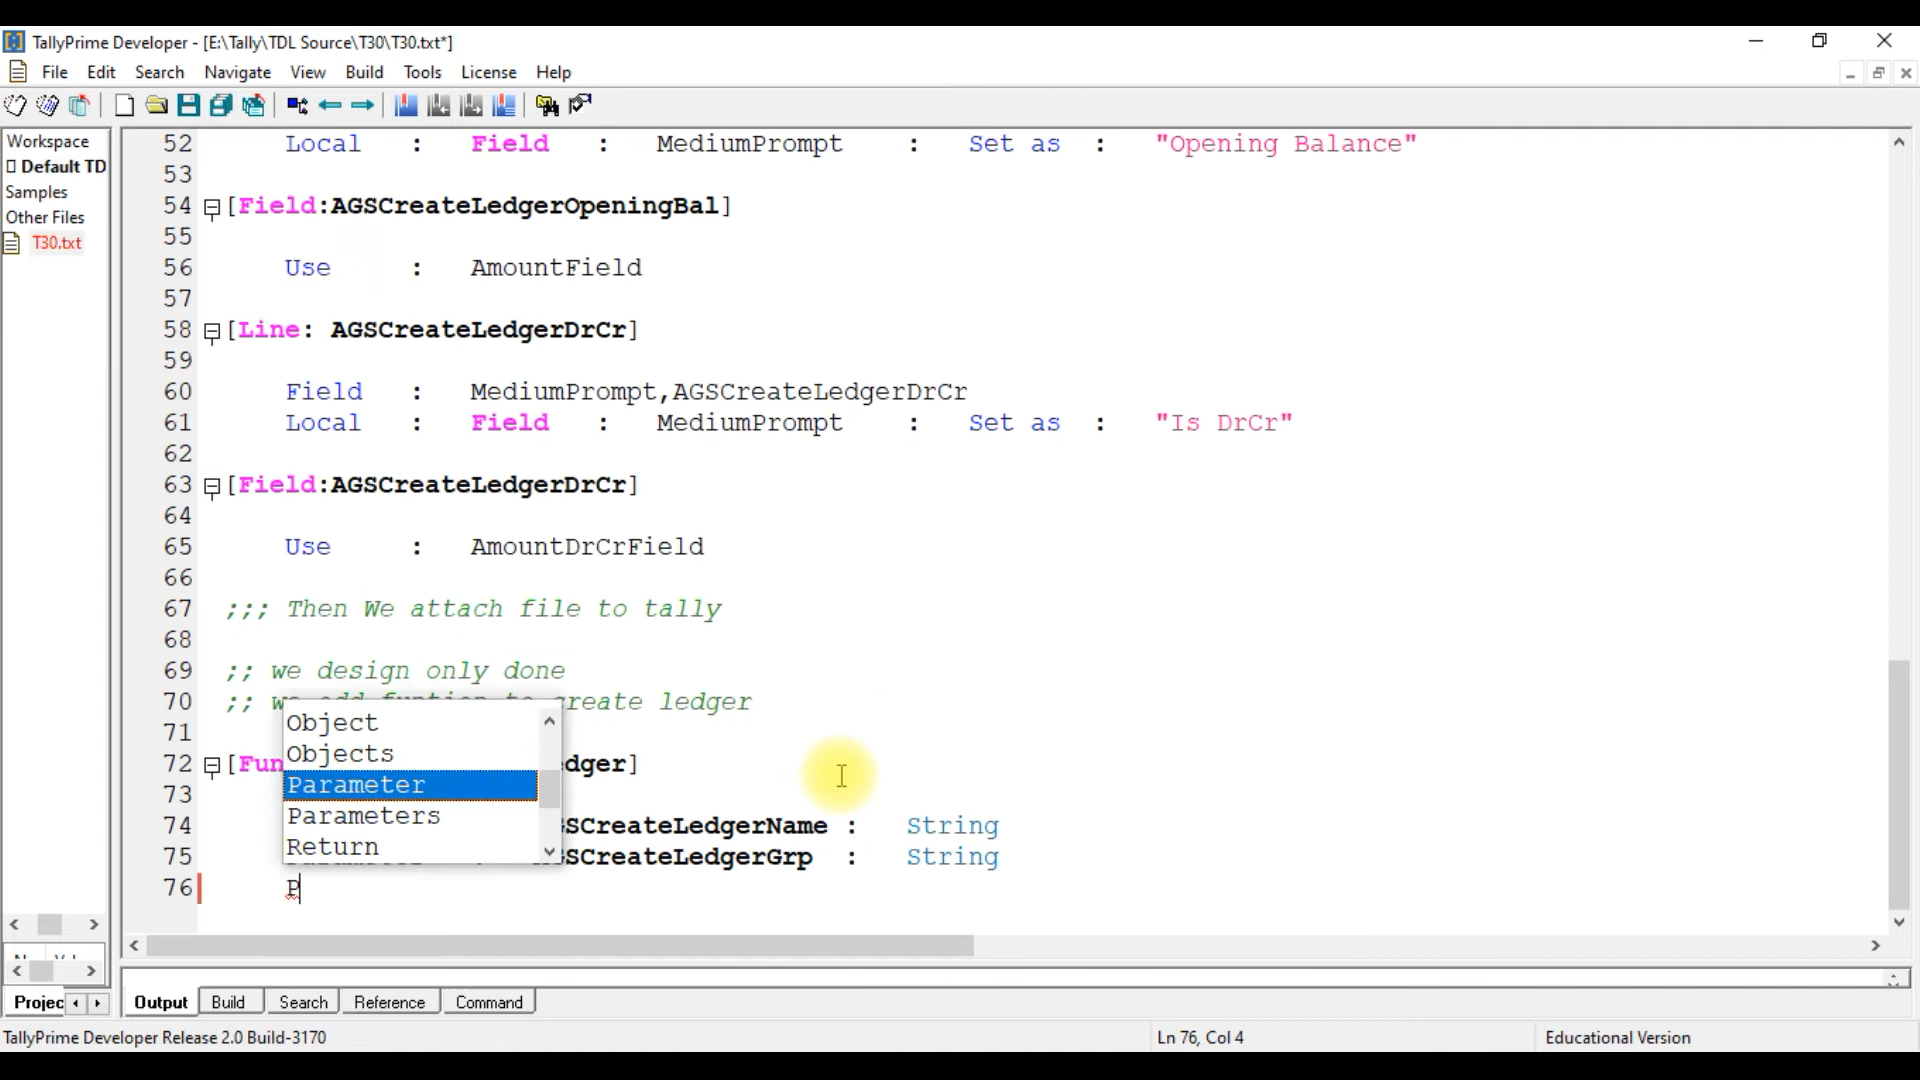 TallyPrime Developer - [E:\Tally\TDL Source\T30\T30.txt*]
File Edit Search Navigate View Build Tools License Help
Workspace
Default TD
Samples
Other Files
T30.txt
52 Local : Field : MediumPrompt : Set as : "Opening Balance"
53
54 [Field:AGSCreateLedgerOpeningBal]
55
56 Use : AmountField
57
58 [Line: AGSCreateLedgerDrCr]
59
60 Field : MediumPrompt,AGSCreateLedgerDrCr
61 Local : Field : MediumPrompt : Set as : "Is DrCr"
62
63 [Field:AGSCreateLedgerDrCr]
64
65 Use : AmountDrCrField
66
67 ;;; Then We attach file to tally
68
69 ;; we design only done
70 ;; we add funtion to create ledger
71
72 [Fun dger]
73
74 SCreateLedgerName : String
75 SCreateLedgerGrp : String
76 P
Object
Objects
Parameter
Parameters
Return
Projec
Output Build Search Reference Command
TallyPrime Developer Release 2.0 Build-3170
Ln 76, Col 4
Educational Version